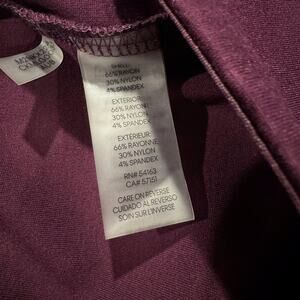 SHELL:
66% RAYON
30% NYLON
4% SPANDEX
EXTERIOR:
66% RAYON
30% NYLON
4% SPANDEX
EXTÉRIEUR:
66% RAYONNE
30% NYLON
4% SPANDEX
RN# 54163
CA# 57151
CARE ON REVERSE
CUIDADO AL REVERSO
SOIN SUR L'INVERSE